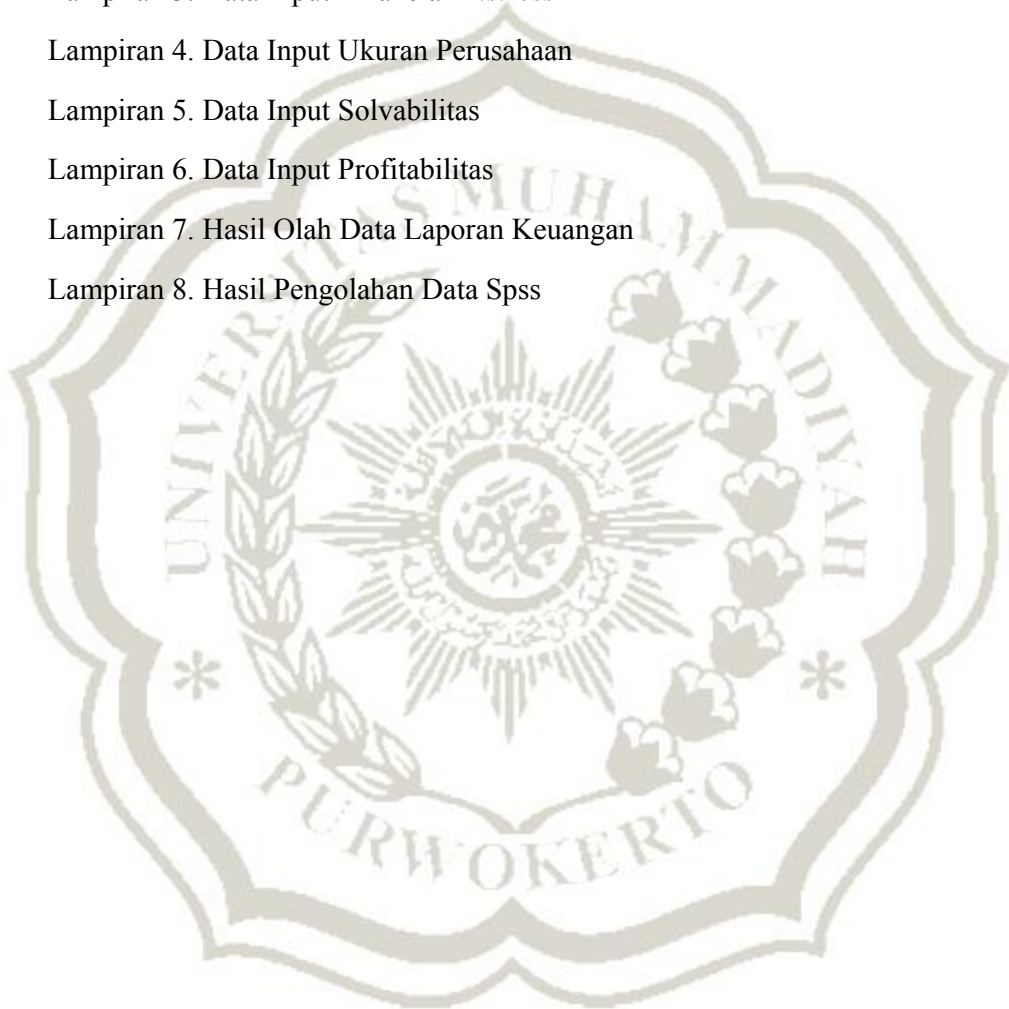 Lampiran 4. Data Input Ukuran Perusahaan
Lampiran 5. Data Input Solvabilitas
Lampiran 6. Data Input Profitabilitas
Lampiran 7. Hasil Olah Data Laporan Keuangan
Lampiran 8. Hasil Pengolahan Data Spss
UNIVERSITAS MUHAMMADIYAH
PURWOKERTO